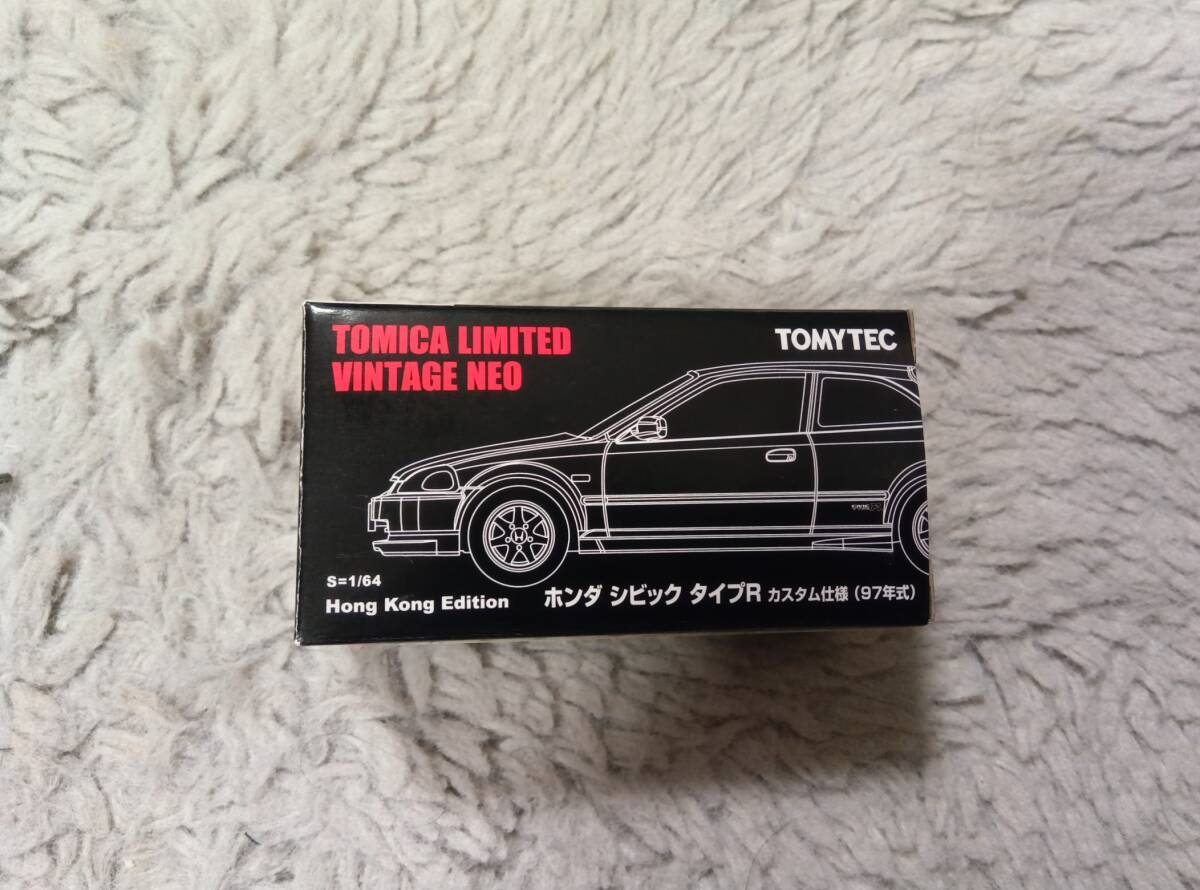 TOMICA LIMITED
VINTAGE NEO
TOMYTEC
CIVIC
S=1/64
Hong Kong Edition
ホンダ シビック タイプR カスタム仕様 (97年式)